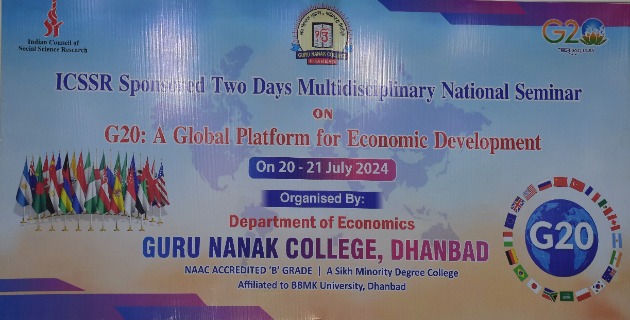 Indian Council of
Social Science Research
GURU NANAK COLLEGE
G20
ICSSR Sponsored Two Days Multidisciplinary National Seminar
ON
G20: A Global Platform for Economic Development
On 20 - 21 July 2024
Organised By:
Department of Economics
GURU NANAK COLLEGE, DHANBAD
NAAC ACCREDITED 'B' GRADE | A Sikh Minority Degree College
Affiliated to BBMK University, Dhanbad
G20